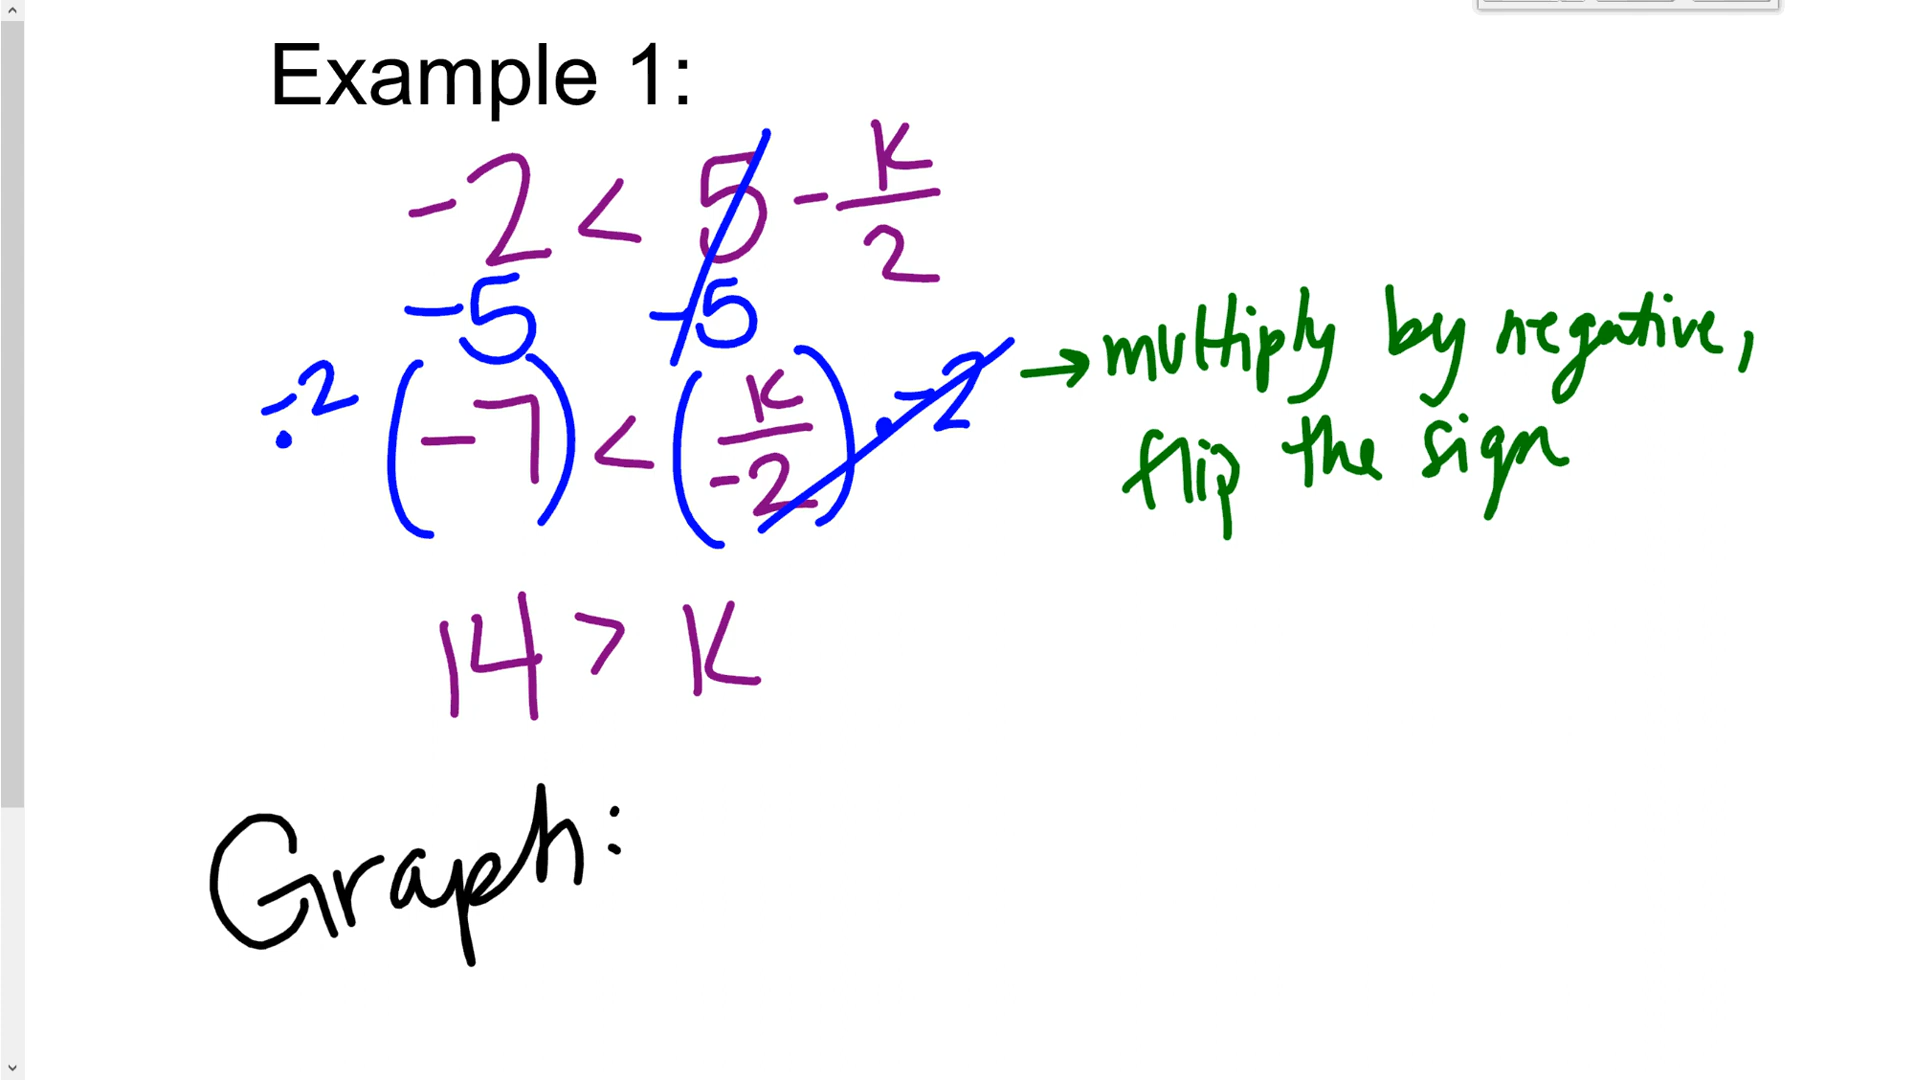 Example 1:
-2 < 5 - k/2
-5 -5
-2 · (-7) < (k/-2) · -2 → multiply by negative,
flip the sign
14 > k
Graph: